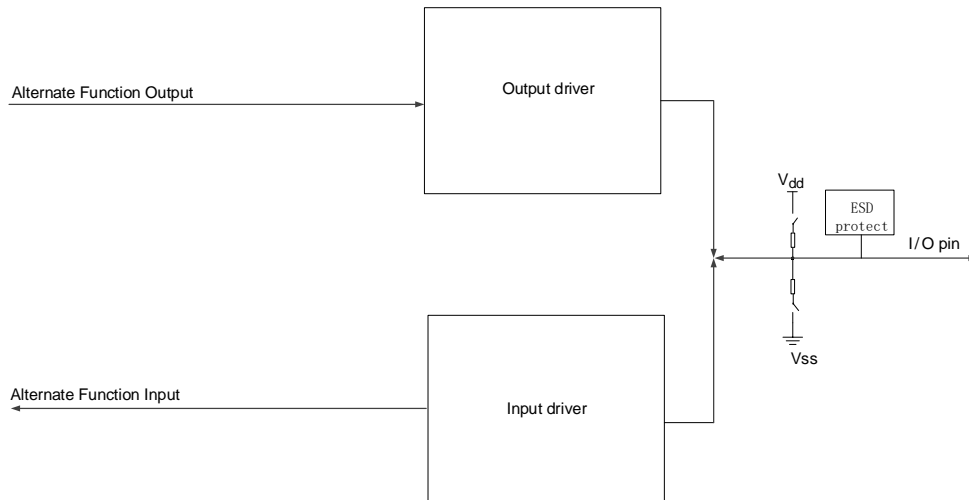 Alternate Function Output
Output driver
Vdd
ESD
protect
I/O pin
Vss
Alternate Function Input
Input driver